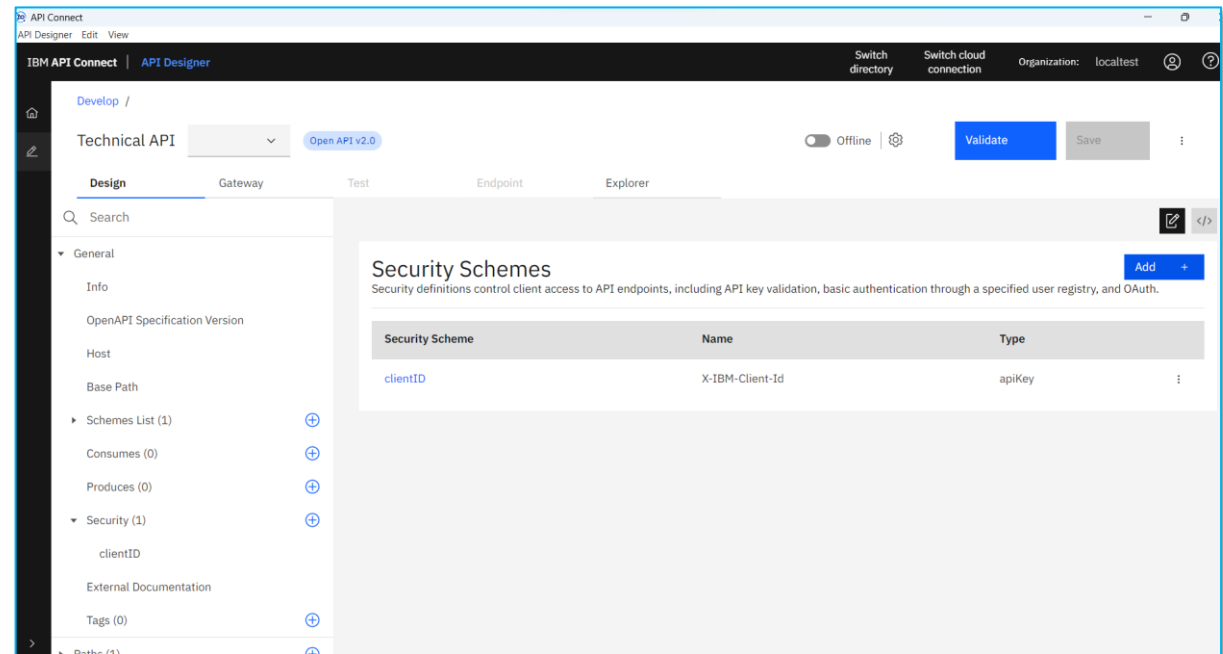 API Connect
API Designer Edit View
IBM API Connect | API Designer
Switch directory
Switch cloud connection
Organization: localtest
Develop /
Technical API
Open API v2.0
Offline
Validate
Save
Design Gateway Test Endpoint Explorer
Search
</>
General
Info
OpenAPI Specification Version
Host
Base Path
Schemes List (1)
Consumes (0)
Produces (0)
Security (1)
clientID
External Documentation
Tags (0)
Paths (1)
Security Schemes
Add +
Security definitions control client access to API endpoints, including API key validation, basic authentication through a specified user registry, and OAuth.
Security Scheme Name Type
clientID X-IBM-Client-Id apiKey